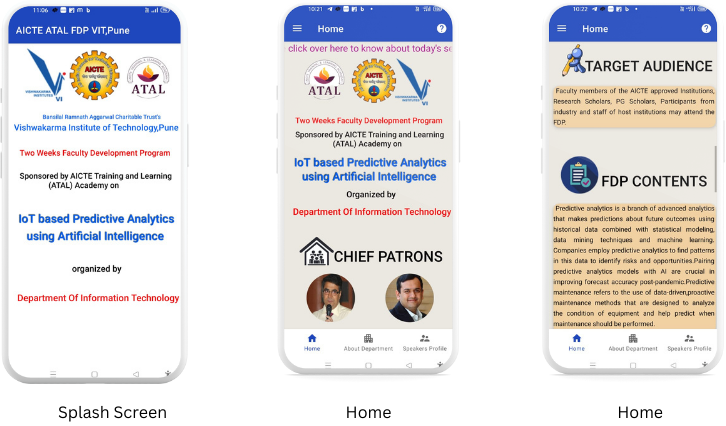 11:06
AICTE ATAL FDP VIT,Pune
VISHWAKARMA INSTITUTES
VI
AICTE
ATAL
Bansilal Ramnath Aggarwal Charitable Trust's
Vishwakarma Institute of Technology,Pune
Two Weeks Faculty Development Program
Sponsored by AICTE Training and Learning
(ATAL) Academy on
IoT based Predictive Analytics
using Artificial Intelligence
organized by
Department Of Information Technology
Splash Screen
10:21
Home
click over here to know about today's se
ATAL
AICTE
VISHWAKARMA INSTITUTES
VI
Two Weeks Faculty Development Program
Sponsored by AICTE Training and Learning
(ATAL) Academy on
IoT based Predictive Analytics
using Artificial Intelligence
Organized by
Department Of Information Technology
CHIEF PATRONS
Home About Department Speakers Profile
Home
10:22
Home
TARGET AUDIENCE
Faculty members of the AICTE approved Institutions,
Research Scholars, PG Scholars, Participants from
industry and staff of host institutions may attend the
FDP.
FDP CONTENTS
Predictive analytics is a branch of advanced analytics
that makes predictions about future outcomes using
historical data combined with statistical modeling,
data mining techniques and machine learning.
Companies employ predictive analytics to find patterns
in this data to identify risks and opportunities.Pairing
predictive analytics models with AI are crucial in
improving forecast accuracy post-pandemic.Predictive
maintenance refers to the use of data-driven,proactive
maintenance methods that are designed to analyze
the condition of equipment and help predict when
maintenance should be performed.
Home About Department Speakers Profile
Home